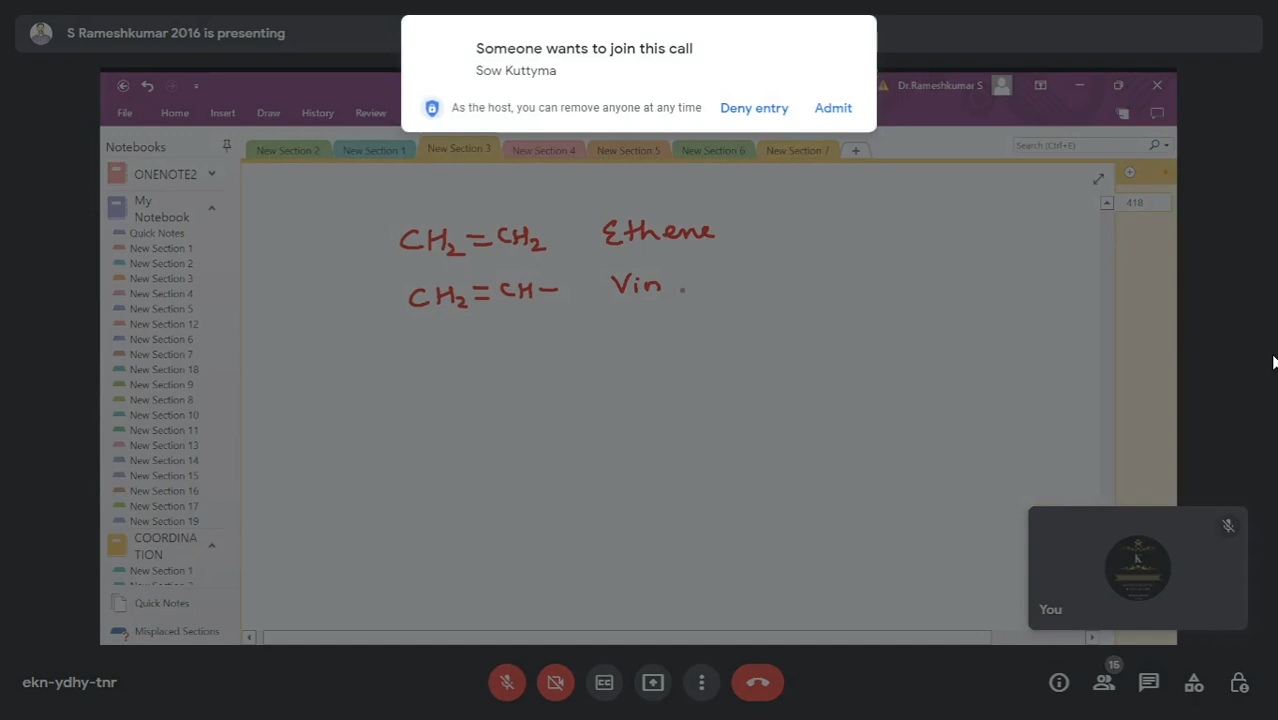 S Rameshkumar 2016 is presenting
Someone wants to join this call
Sow Kuttyma
As the host, you can remove anyone at any time
Deny entry
Admit
Dr.Rameshkumar S
File Home Insert Draw History Review
Notebooks
New Section 2 New Section 1 New Section 3 New Section 4 New Section 5 New Section 6 New Section 7
Search (Ctrl+E)
ONENOTE2
My
Notebook
Quick Notes
New Section 1
New Section 2
New Section 3
New Section 4
New Section 5
New Section 12
New Section 6
New Section 7
New Section 18
New Section 9
New Section 8
New Section 10
New Section 11
New Section 13
New Section 14
New Section 15
New Section 16
New Section 17
New Section 19
COORDINA
TION
New Section 1
Quick Notes
Misplaced Sections
418
CH₂=CH₂ Ethene
CH₂=CH- Vin
K
You
ekn-ydhy-tnr
CC
15